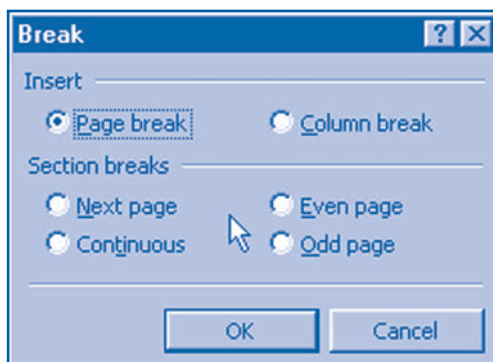 Break
Insert
Page break Column break
Section breaks
Next page Even page
Continuous Odd page
OK Cancel